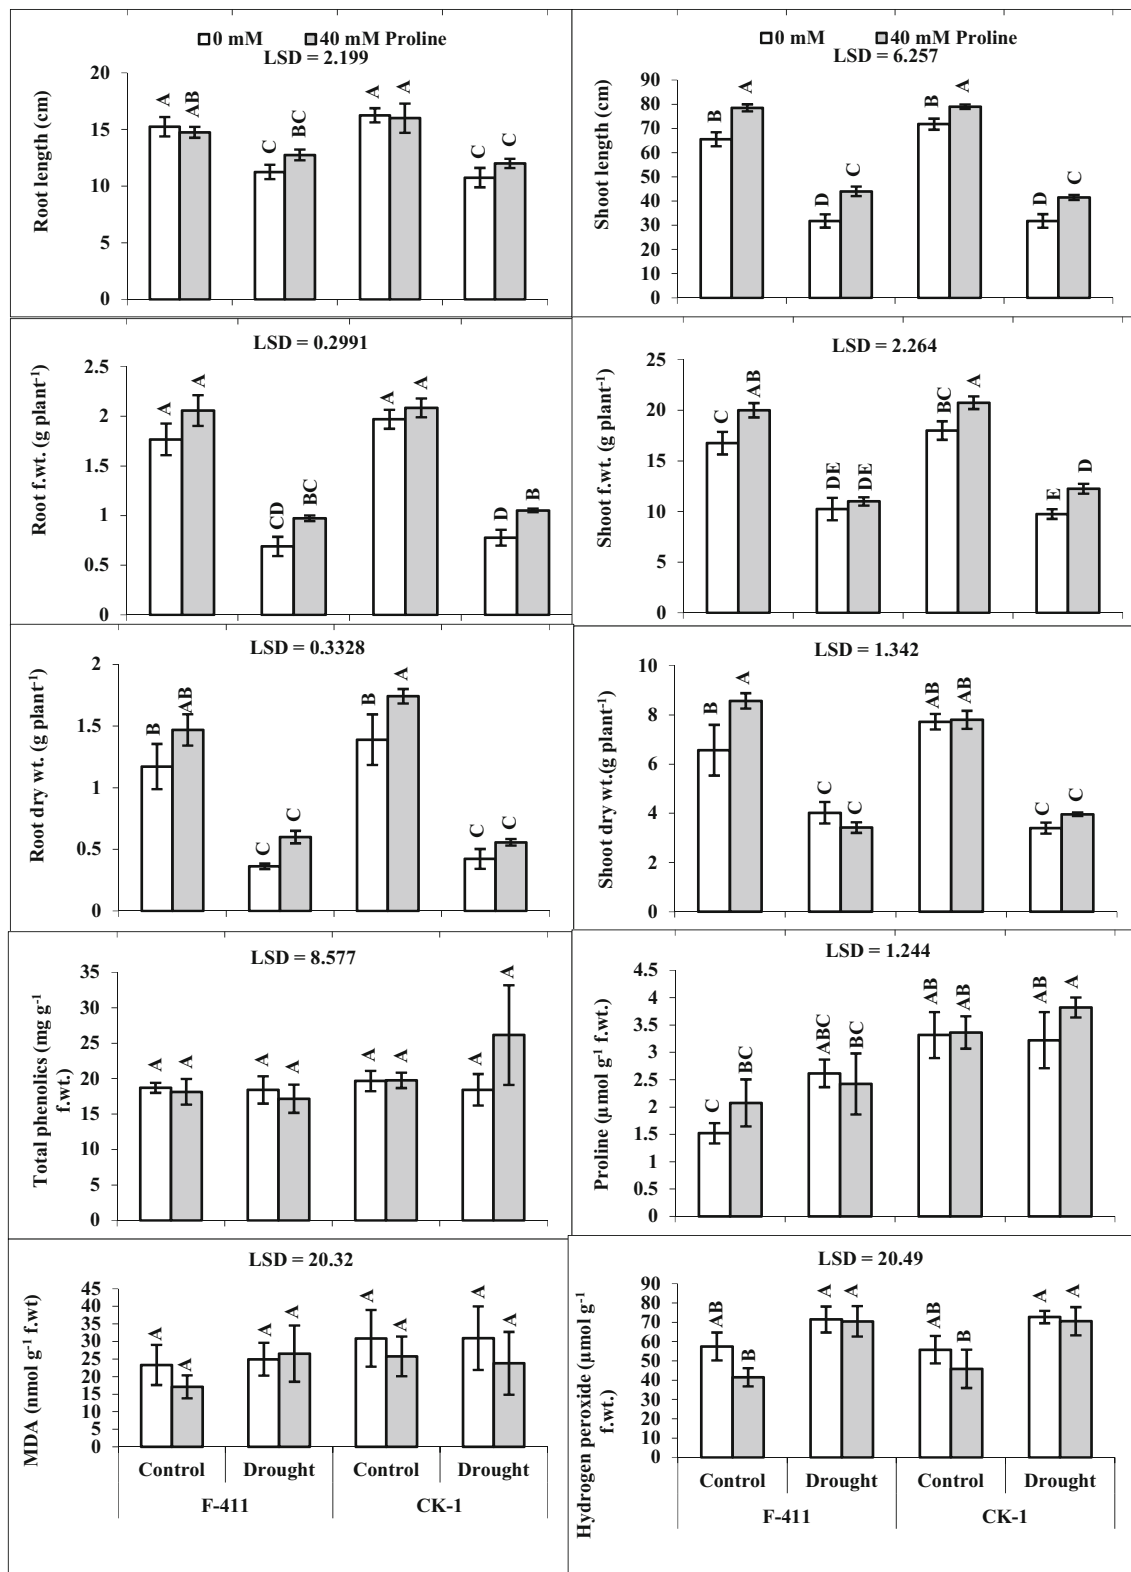 0 mM 40 mM Proline
LSD = 2.199
Root length (cm)
20
15
10
5
0
A AB C BC A A C C
0 mM 40 mM Proline
LSD = 6.257
Shoot length (cm)
90
80
70
60
50
40
30
20
10
0
B A D C B A D C
LSD = 0.2991
Root f.wt. (g plant⁻¹)
2.5
2
1.5
1
0.5
0
A A CD BC A A D B
LSD = 2.264
Shoot f.wt. (g plant⁻¹)
25
20
15
10
5
0
C AB DE DE BC A E D
LSD = 0.3328
Root dry wt. (g plant⁻¹)
2
1.5
1
0.5
0
B AB C C B A C C
LSD = 1.342
Shoot dry wt.(g plant⁻¹)
10
8
6
4
2
0
B A C C AB AB C C
LSD = 8.577
Total phenolics (mg g⁻¹
f.wt.)
35
30
25
20
15
10
5
0
A A A A A A A A
LSD = 1.244
Proline (µmol g⁻¹ f.wt.)
4.5
4
3.5
3
2.5
2
1.5
1
0.5
0
C BC ABC BC AB AB AB A
LSD = 20.32
MDA (nmol g⁻¹ f.wt)
45
40
35
30
25
20
15
10
5
0
A A A A A A A A
Control Drought Control Drought
F-411 CK-1
LSD = 20.49
Hydrogen peroxide (µmol g⁻¹
f.wt.)
90
80
70
60
50
40
30
20
10
0
AB B A A AB B A A
Control Drought Control Drought
F-411 CK-1